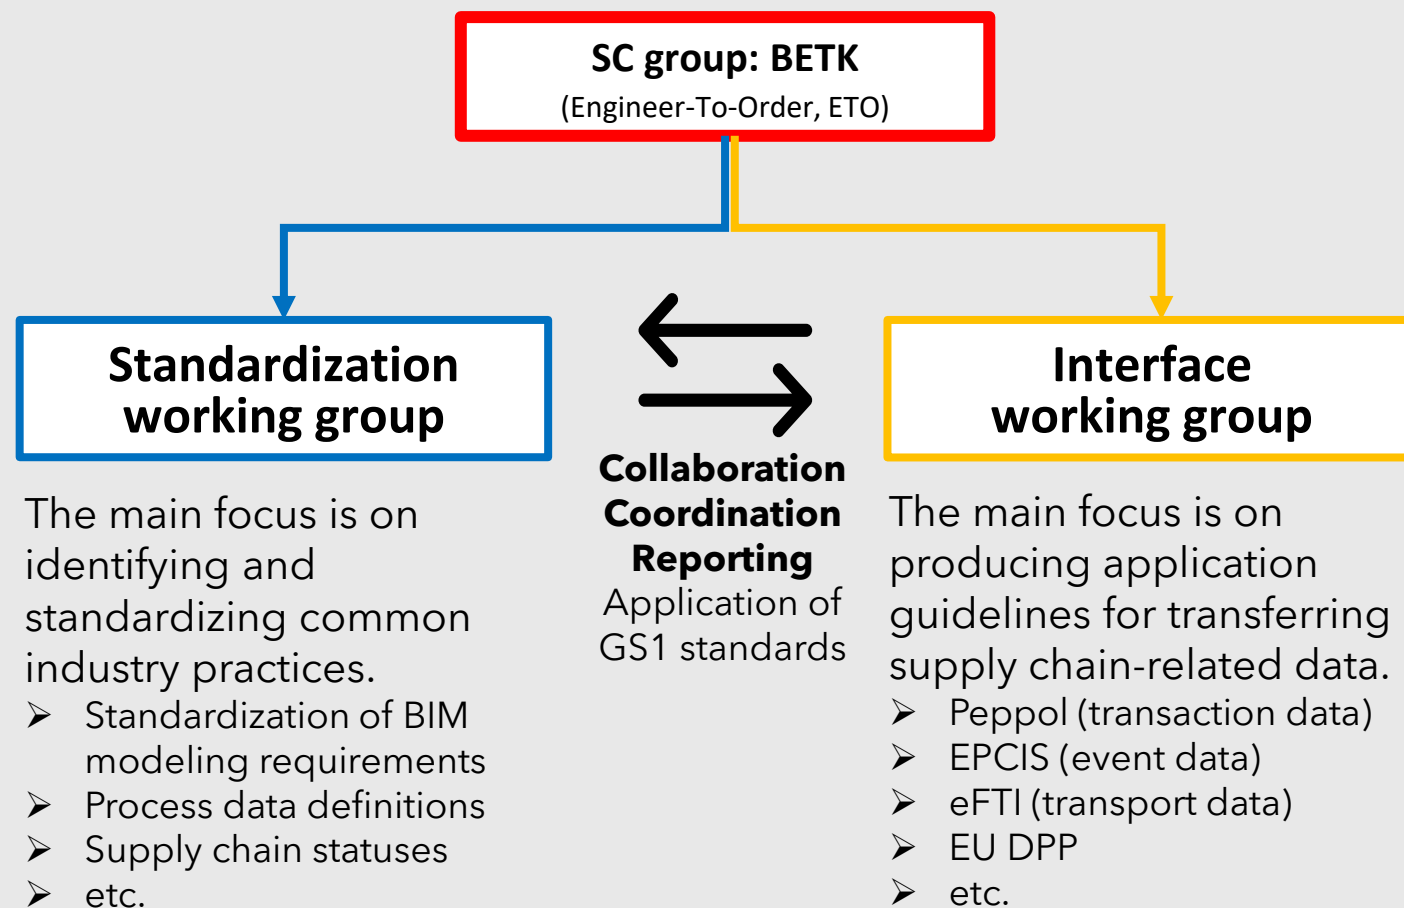 SC group: BETK
(Engineer-To-Order, ETO)
Standardization
working group
The main focus is on
identifying and
standardizing common
industry practices.
➢ Standardization of BIM
modeling requirements
➢ Process data definitions
➢ Supply chain statuses
➢ etc.
Collaboration
Coordination
Reporting
Application of
GS1 standards
Interface
working group
The main focus is on
producing application
guidelines for transferring
supply chain-related data.
➢ Peppol (transaction data)
➢ EPCIS (event data)
➢ eFTI (transport data)
➢ EU DPP
➢ etc.